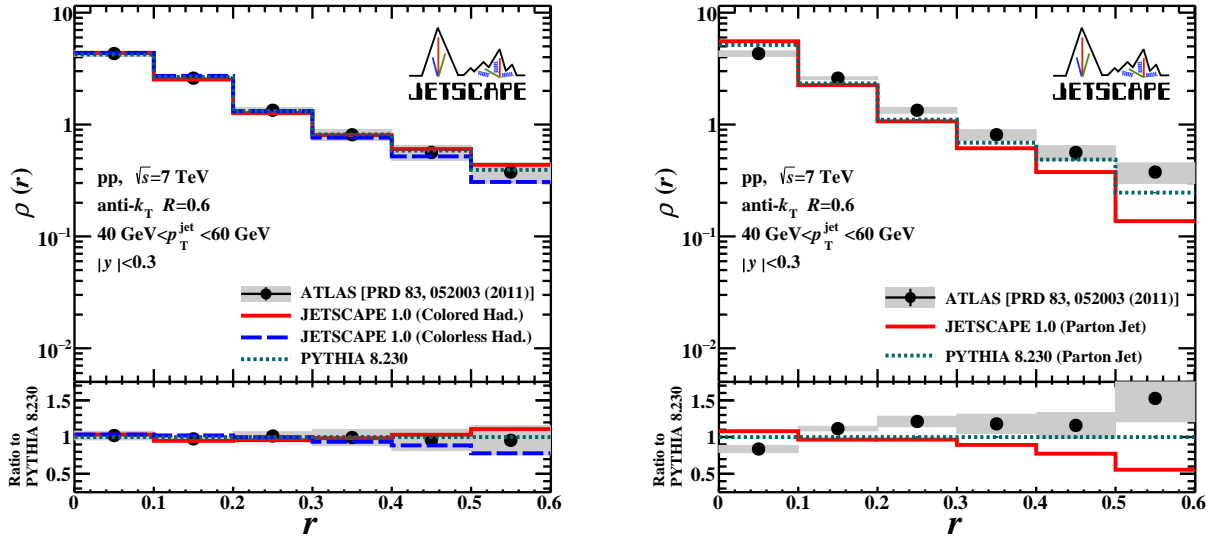 10
1
10⁻¹
10⁻²
ρ(r)
JETSCAPE
pp, √s=7 TeV
anti-k_T R=0.6
40 GeV<p_T^jet <60 GeV
|y|<0.3
ATLAS [PRD 83, 052003 (2011)]
JETSCAPE 1.0 (Colored Had.)
JETSCAPE 1.0 (Colorless Had.)
PYTHIA 8.230
Ratio to
PYTHIA 8.230
1.5
1
0.5
0 0.1 0.2 0.3 0.4 0.5 0.6
r
10
1
10⁻¹
10⁻²
ρ(r)
JETSCAPE
pp, √s=7 TeV
anti-k_T R=0.6
40 GeV<p_T^jet <60 GeV
|y|<0.3
ATLAS [PRD 83, 052003 (2011)]
JETSCAPE 1.0 (Parton Jet)
PYTHIA 8.230 (Parton Jet)
Ratio to
PYTHIA 8.230
1.5
1
0.5
0 0.1 0.2 0.3 0.4 0.5 0.6
r